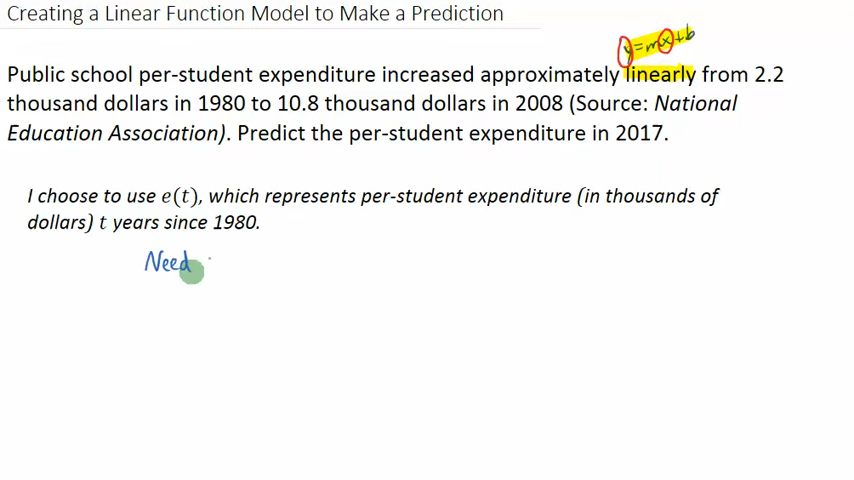 Creating a Linear Function Model to Make a Prediction
y=mx+b
Public school per-student expenditure increased approximately linearly from 2.2
thousand dollars in 1980 to 10.8 thousand dollars in 2008 (Source: National
Education Association). Predict the per-student expenditure in 2017.
I choose to use e(t), which represents per-student expenditure (in thousands of
dollars) t years since 1980.
Need